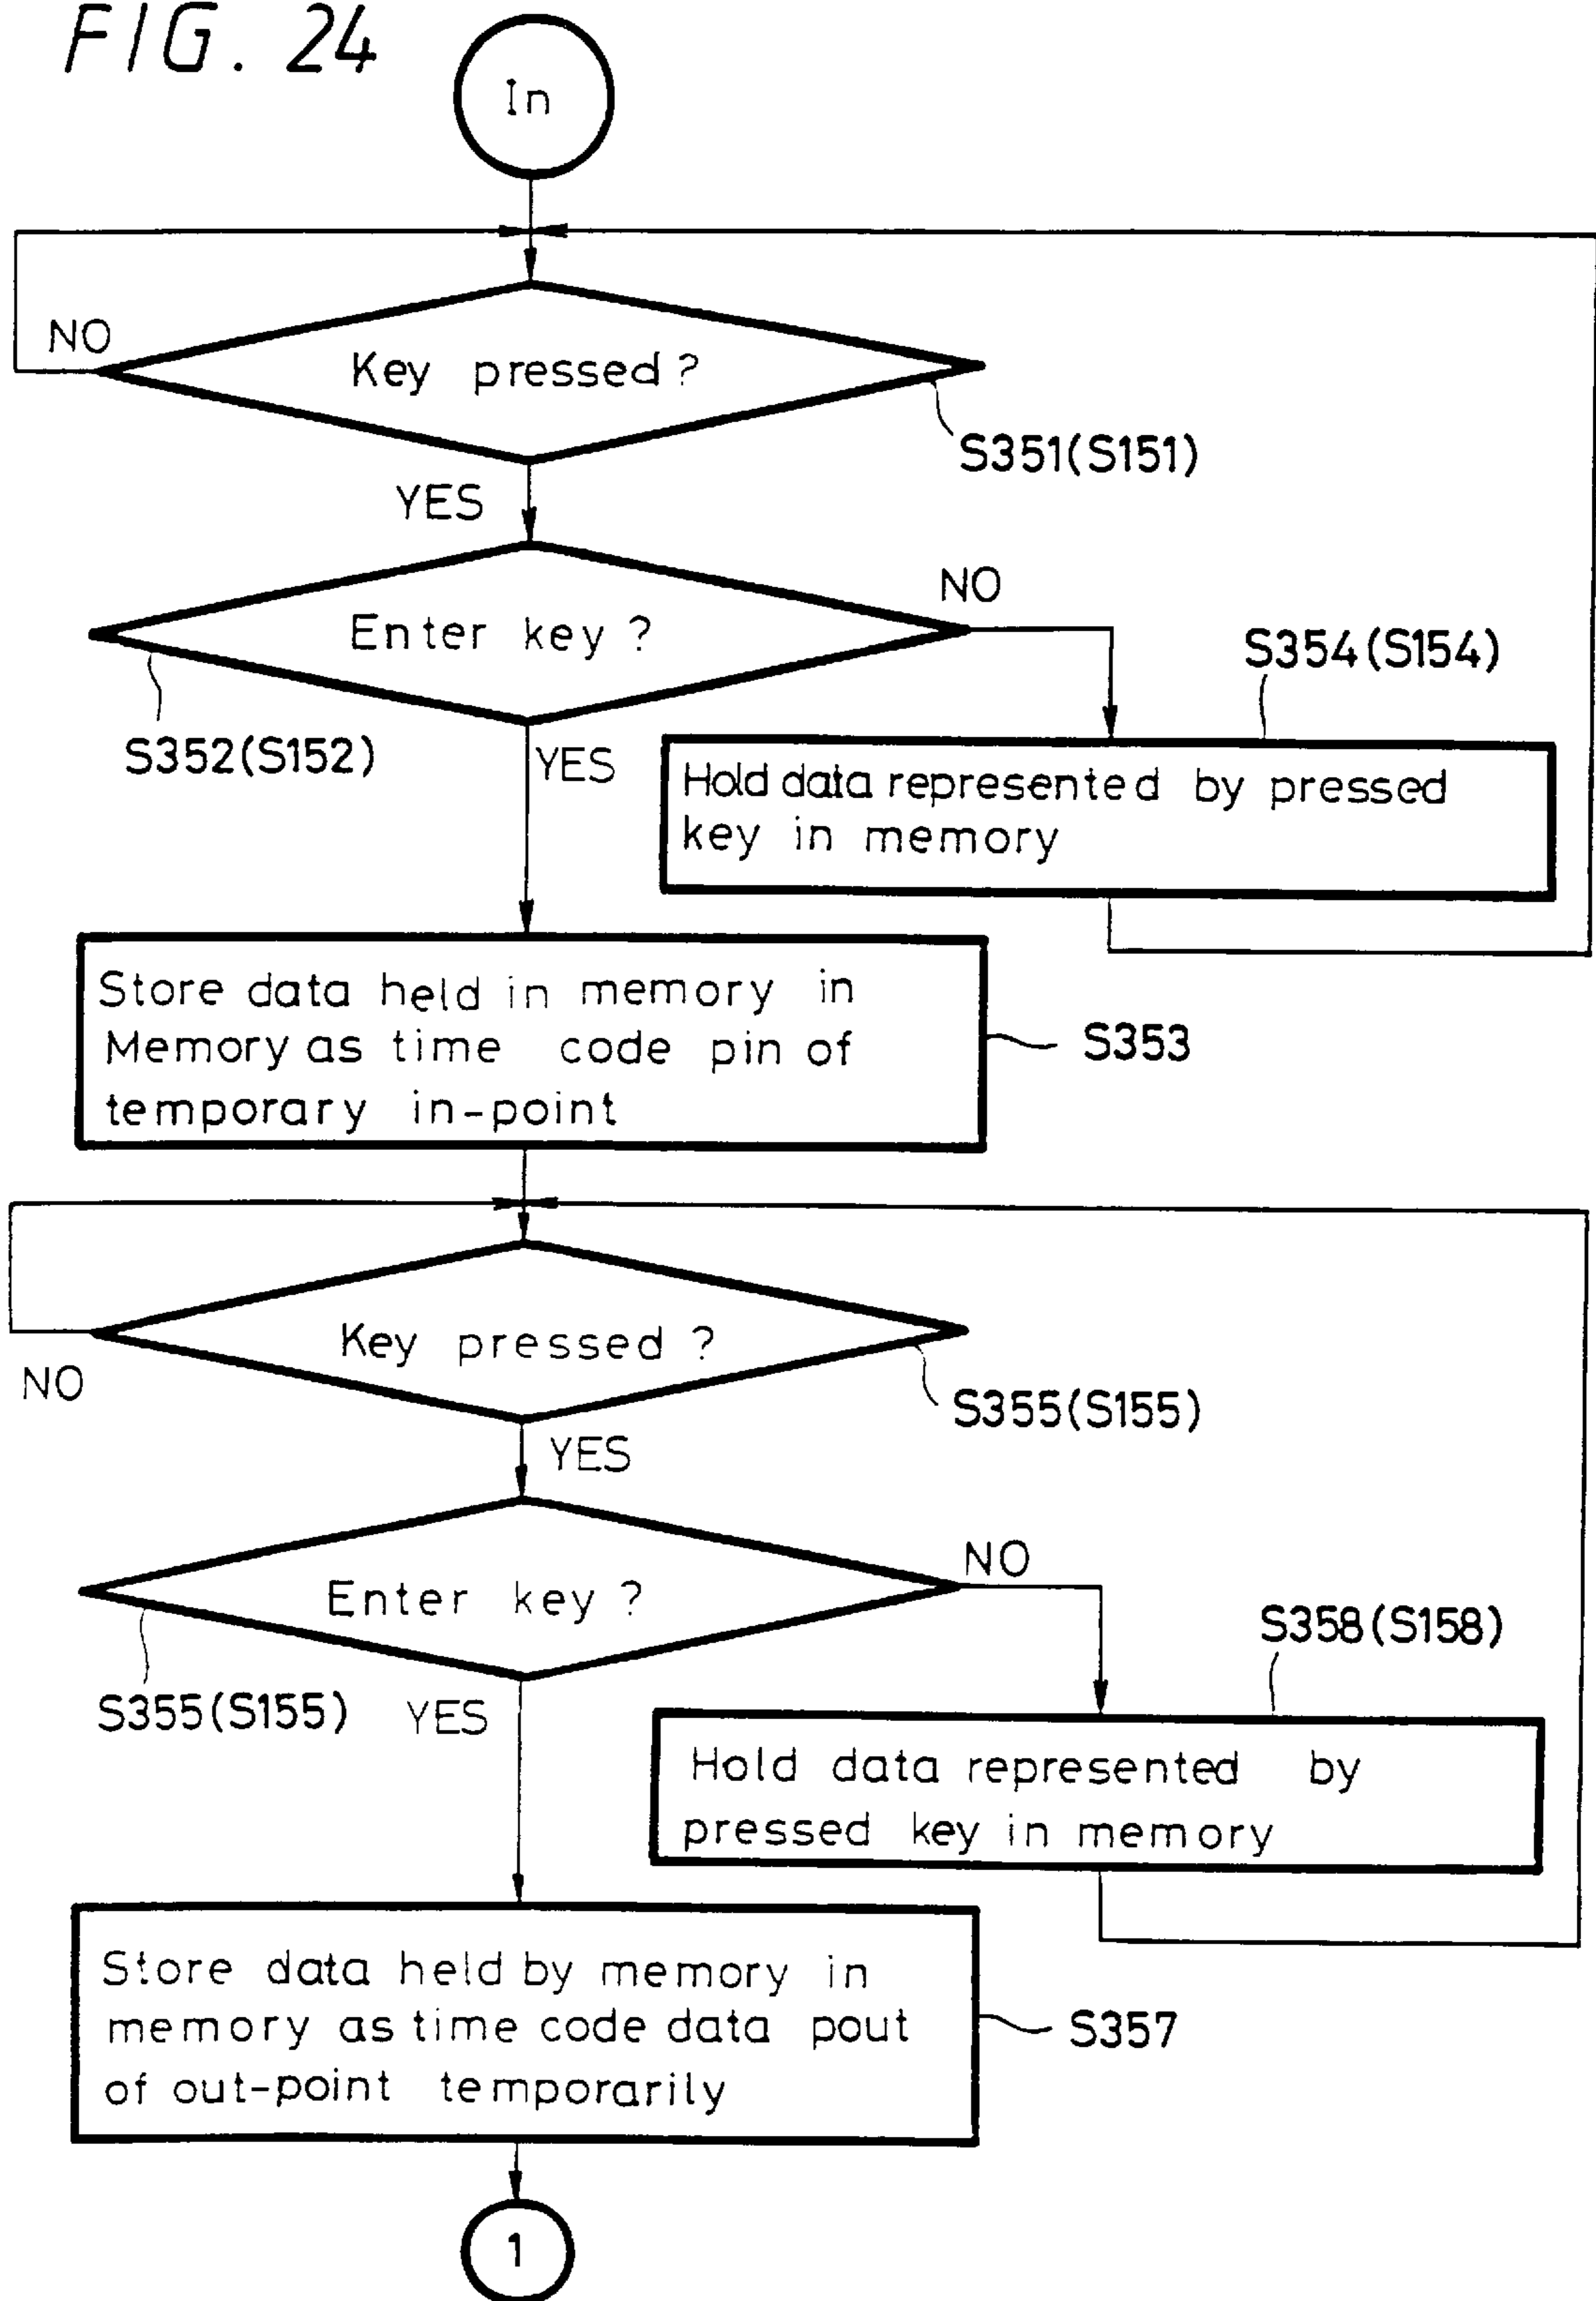 FIG. 24
In
NO
Key pressed?
S351(S151)
YES
Enter key?
NO
S354(S154)
S352(S152)
YES
Hold data represented by pressed
key in memory
Store data held in memory in
Memory as time code pin of
temporary in-point
S353
Key pressed?
NO
S355(S155)
YES
Enter key?
NO
S358(S158)
S355(S155)
YES
Hold data represented by
pressed key in memory
Store data held by memory in
memory as time code data pout
of out-point temporarily
S357
1